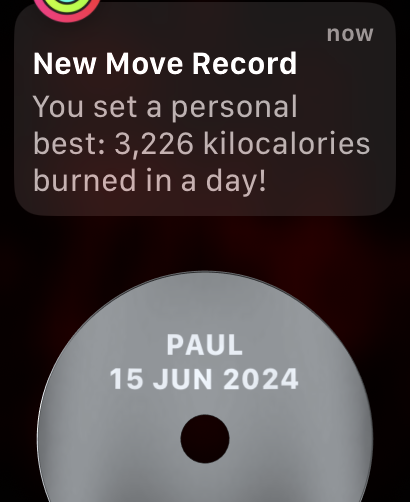 now
New Move Record
You set a personal
best: 3,226 kilocalories
burned in a day!
PAUL
15 JUN 2024